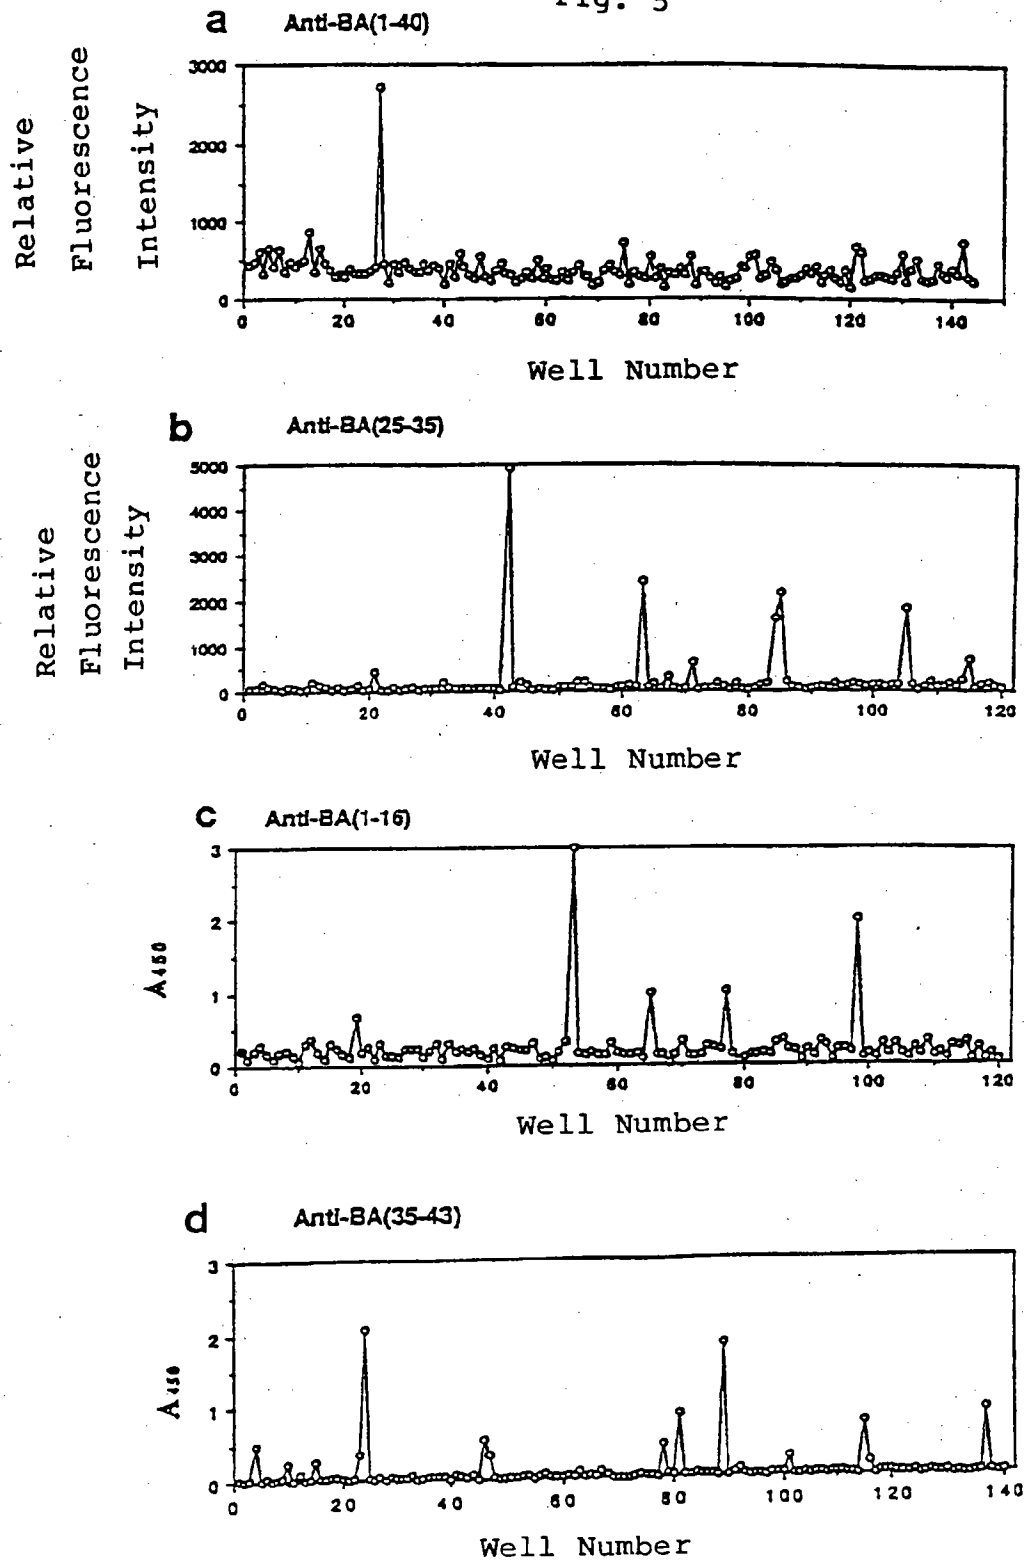 Fig. 5
a Anti-BA(1-40)
Relative
Fluorescence
Intensity
3000
2000
1000
0
0 20 40 60 80 100 120 140
Well Number
b Anti-BA(25-35)
Relative
Fluorescence
Intensity
5000
4000
3000
2000
1000
0
0 20 40 60 80 100 120
Well Number
c Anti-BA(1-16)
A450
3
2
1
0
0 20 40 60 80 100 120
Well Number
d Anti-BA(35-43)
A450
3
2
1
0
0 20 40 60 80 100 120 140
Well Number